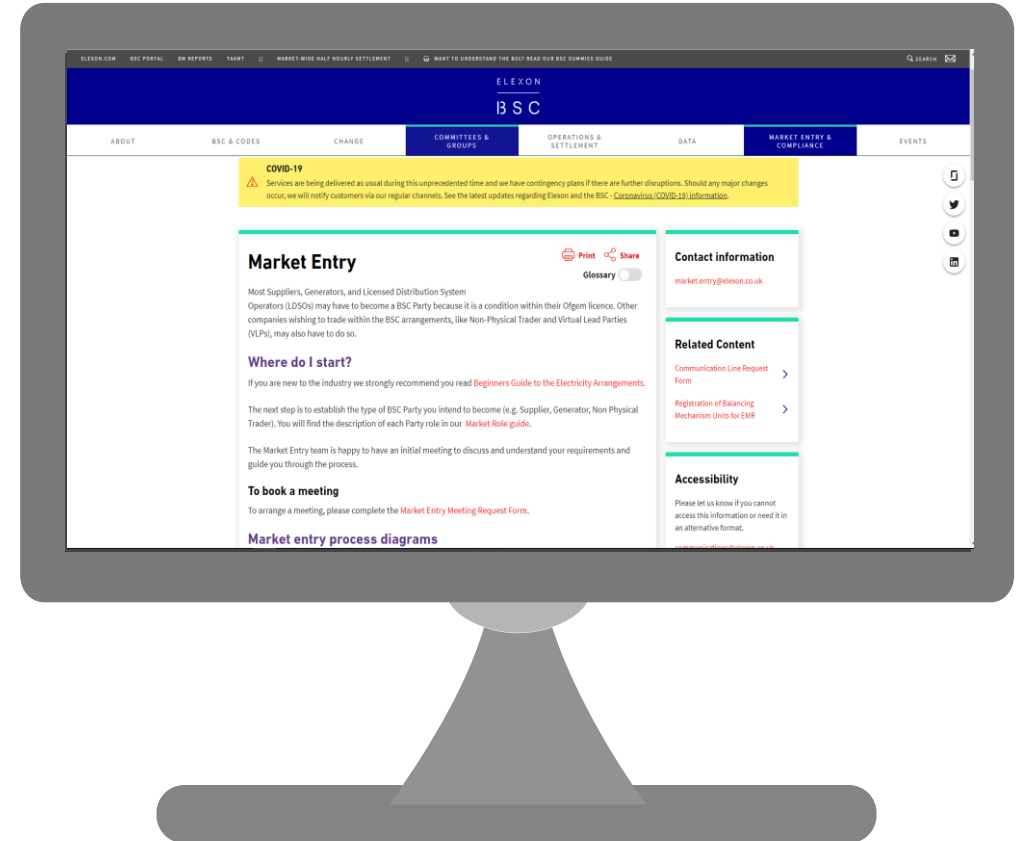 ELEXON.COM BSC PORTAL BM REPORTS TAAMT || MARKET-WIDE HALF HOURLY SETTLEMENT || WANT TO UNDERSTAND THE BSC? READ OUR BSC DUMMIES GUIDE SEARCH
ELEXON
BSC
ABOUT BSC & CODES CHANGE COMMITTEES & GROUPS OPERATIONS & SETTLEMENT DATA MARKET ENTRY & COMPLIANCE EVENTS
COVID-19
Services are being delivered as usual during this unprecedented time and we have contingency plans if there are further disruptions. Should any major changes
occur, we will notify customers via our regular channels. See the latest updates regarding Elexon and the BSC - Coronavirus (COVID-19) information.
Market Entry
Print Share
Glossary
Most Suppliers, Generators, and Licensed Distribution System
Operators (LDSOs) may have to become a BSC Party because it is a condition within their Ofgem licence. Other
companies wishing to trade within the BSC arrangements, like Non-Physical Trader and Virtual Lead Parties
(VLPs), may also have to do so.
Where do I start?
If you are new to the industry we strongly recommend you read Beginners Guide to the Electricity Arrangements.
The next step is to establish the type of BSC Party you intend to become (e.g. Supplier, Generator, Non Physical
Trader). You will find the description of each Party role in our Market Role guide.
The Market Entry team is happy to have an initial meeting to discuss and understand your requirements and
guide you through the process.
To book a meeting
To arrange a meeting, please complete the Market Entry Meeting Request Form.
Market entry process diagrams
Contact information
market.entry@elexon.co.uk
Related Content
Communication Line Request
Form
Registration of Balancing
Mechanism Units for EMR
Accessibility
Please let us know if you cannot
access this information or need it in
an alternative format.
communications@elexon.co.uk